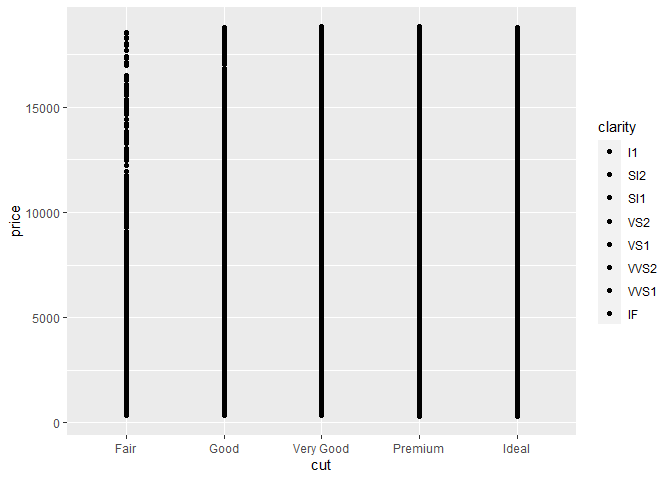 15000
10000
5000
0
price
Fair Good Very Good Premium Ideal
cut
clarity
I1
SI2
SI1
VS2
VS1
VVS2
VVS1
IF